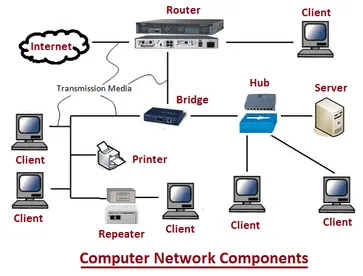 Router
Client
Internet
Transmission Media
Bridge
Hub
Server
Client
Printer
Client
Repeater
Client
Client
Client
Computer Network Components